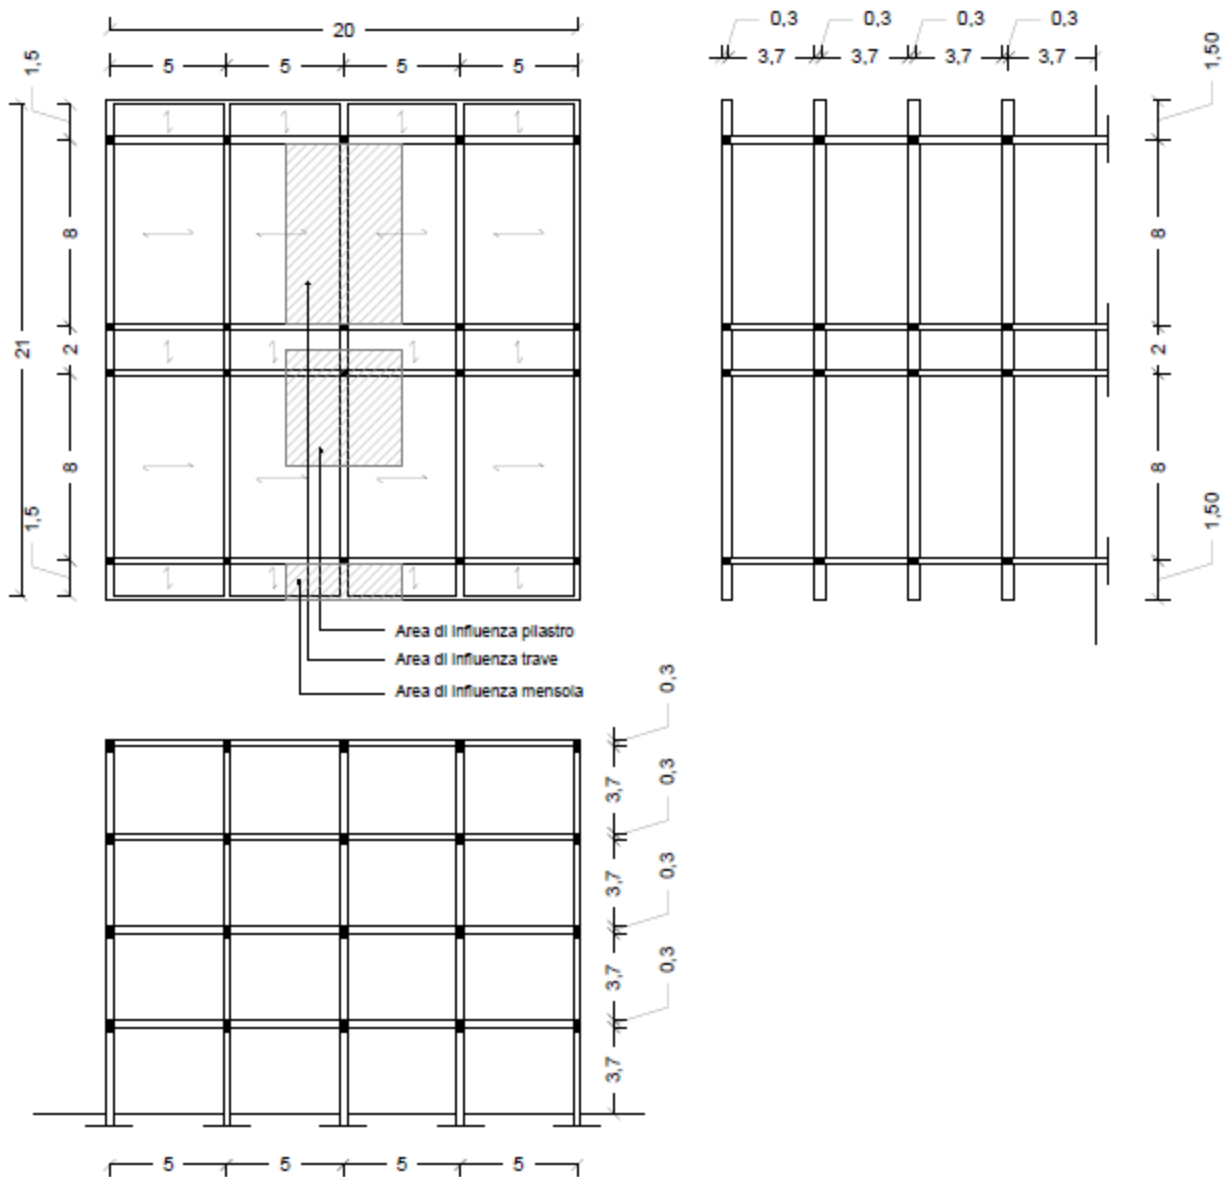 20
5 5 5 5
1,5
8
21
2
8
1,5
Area di influenza pilastro
Area di influenza trave
Area di influenza mensola
0,3 0,3 0,3 0,3
3,7 3,7 3,7 3,7
1,50
8
2
8
1,50
0,3
3,7
0,3
3,7
0,3
3,7
0,3
3,7
5 5 5 5